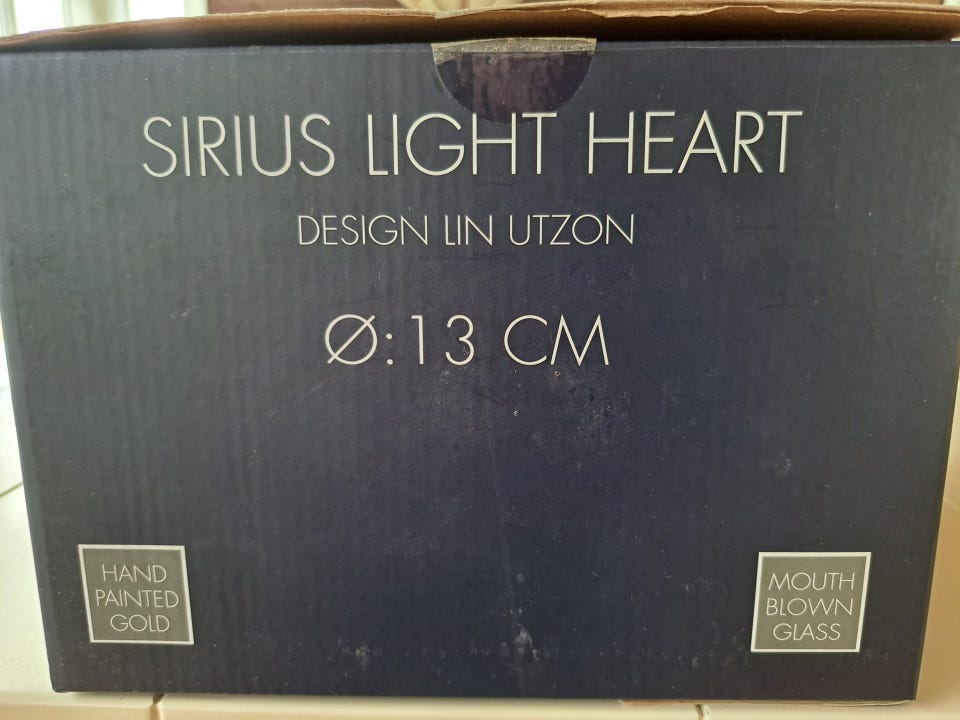 SIRIUS LIGHT HEART
DESIGN LIN UTZON
Ø:13 CM
HAND
PAINTED
GOLD
MOUTH
BLOWN
GLASS